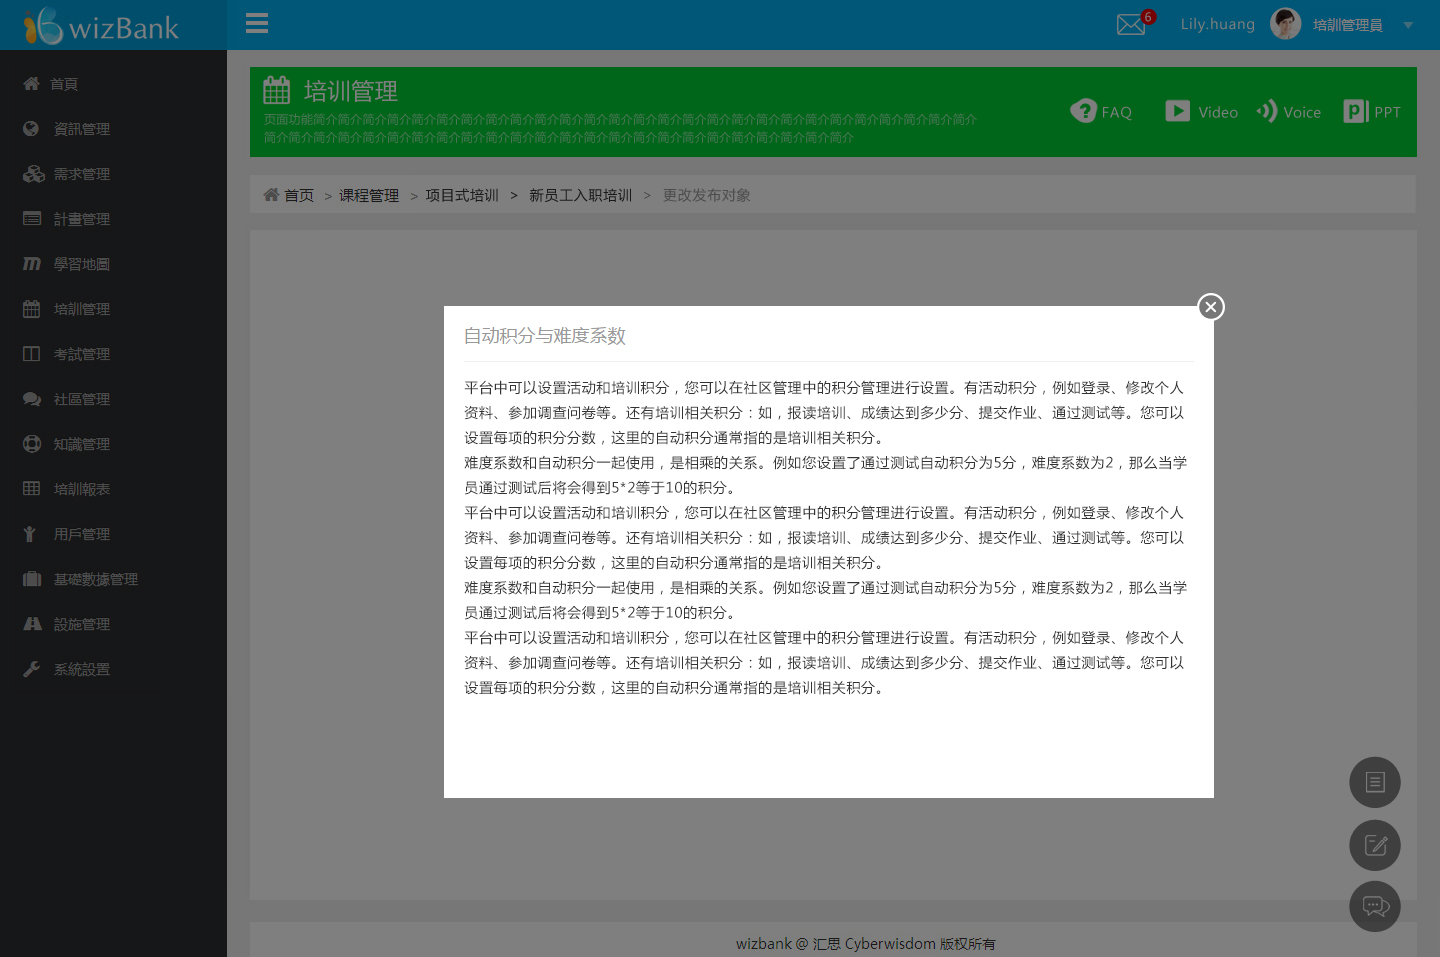 wizBank
6
Lily.huang
培訓管理員
首頁
資訊管理
需求管理
計畫管理
學習地圖
培訓管理
考試管理
社區管理
知識管理
培訓報表
用戶管理
基礎數據管理
設施管理
系統設置
培训管理
页面功能简介简介简介简介简介简介简介简介简介简介简介简介简介简介简介简介简介简介简介简介简介简介简介简介简介简介简介
简介简介简介简介简介简介简介简介简介简介简介简介简介简介简介简介简介简介简介简介简介简介简介简介
FAQ
Video
Voice
PPT
首页 > 课程管理 > 项目式培训 > 新员工入职培训 > 更改发布对象
自动积分与难度系数
平台中可以设置活动和培训积分，您可以在社区管理中的积分管理进行设置。有活动积分，例如登录、修改个人
资料、参加调查问卷等。还有培训相关积分：如，报读培训、成绩达到多少分、提交作业、通过测试等。您可以
设置每项的积分分数，这里的自动积分通常指的是培训相关积分。
难度系数和自动积分一起使用，是相乘的关系。例如您设置了通过测试自动积分为5分，难度系数为2，那么当学
员通过测试后将会得到5*2等于10的积分。
平台中可以设置活动和培训积分，您可以在社区管理中的积分管理进行设置。有活动积分，例如登录、修改个人
资料、参加调查问卷等。还有培训相关积分：如，报读培训、成绩达到多少分、提交作业、通过测试等。您可以
设置每项的积分分数，这里的自动积分通常指的是培训相关积分。
难度系数和自动积分一起使用，是相乘的关系。例如您设置了通过测试自动积分为5分，难度系数为2，那么当学
员通过测试后将会得到5*2等于10的积分。
平台中可以设置活动和培训积分，您可以在社区管理中的积分管理进行设置。有活动积分，例如登录、修改个人
资料、参加调查问卷等。还有培训相关积分：如，报读培训、成绩达到多少分、提交作业、通过测试等。您可以
设置每项的积分分数，这里的自动积分通常指的是培训相关积分。
wizbank @ 汇思 Cyberwisdom 版权所有